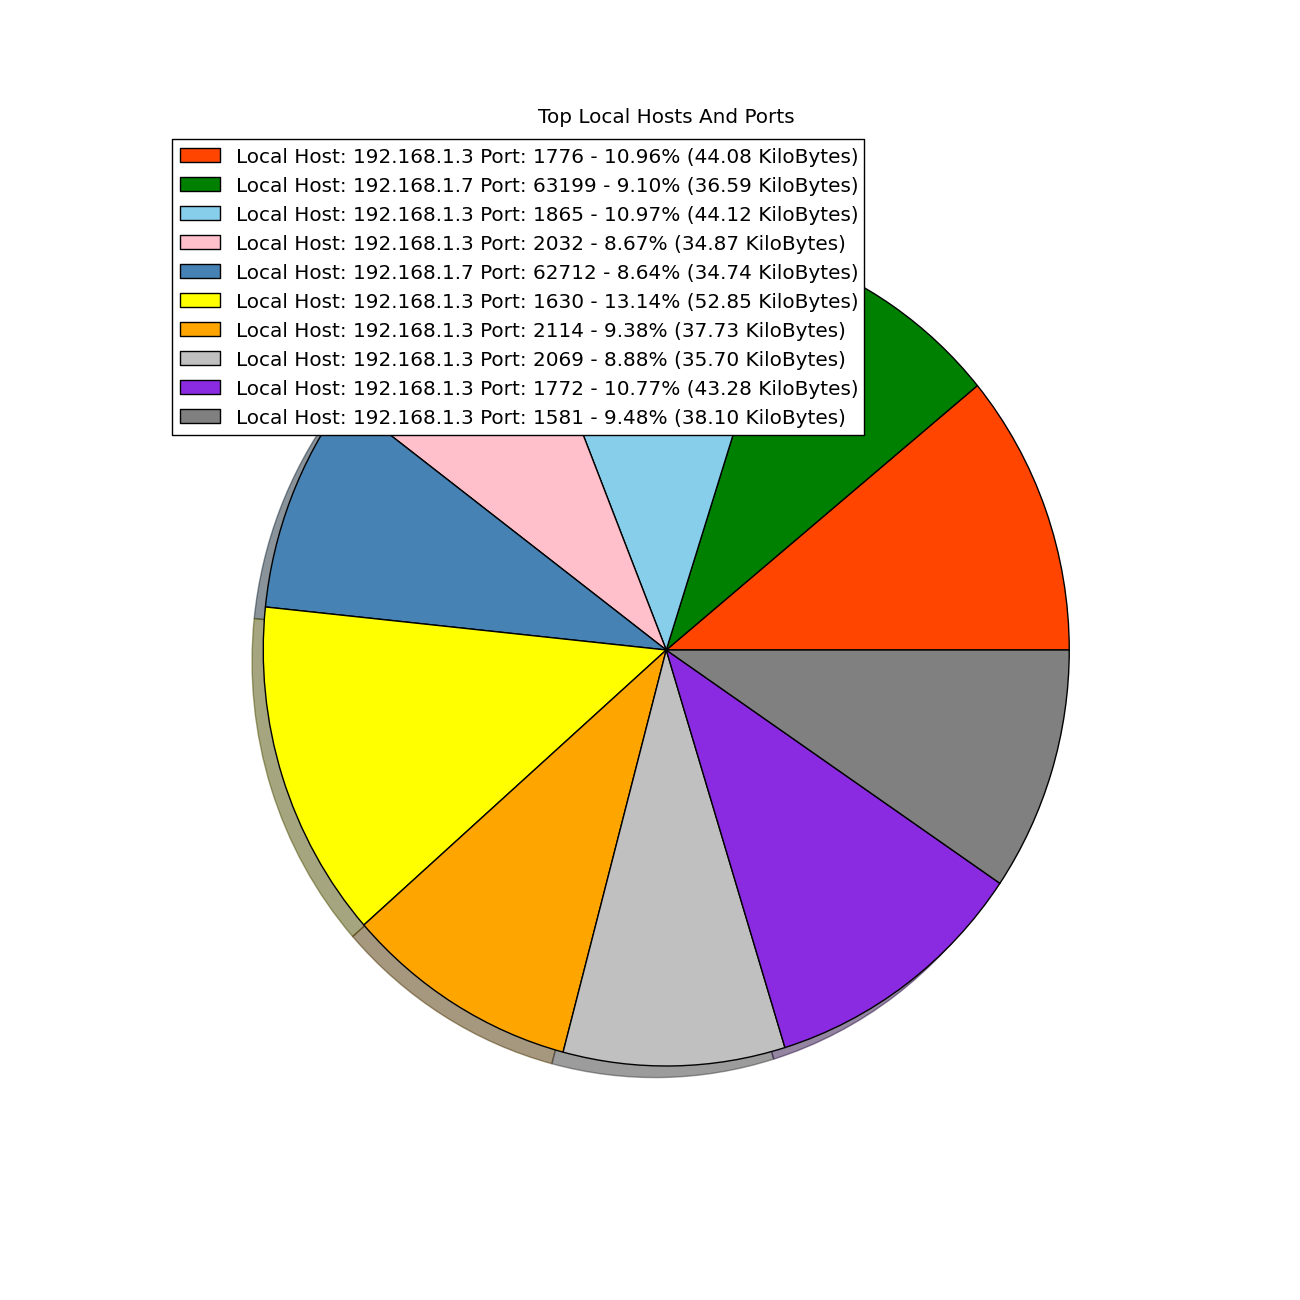 Top Local Hosts And Ports
Local Host: 192.168.1.3 Port: 1776 - 10.96% (44.08 KiloBytes)
Local Host: 192.168.1.7 Port: 63199 - 9.10% (36.59 KiloBytes)
Local Host: 192.168.1.3 Port: 1865 - 10.97% (44.12 KiloBytes)
Local Host: 192.168.1.3 Port: 2032 - 8.67% (34.87 KiloBytes)
Local Host: 192.168.1.7 Port: 62712 - 8.64% (34.74 KiloBytes)
Local Host: 192.168.1.3 Port: 1630 - 13.14% (52.85 KiloBytes)
Local Host: 192.168.1.3 Port: 2114 - 9.38% (37.73 KiloBytes)
Local Host: 192.168.1.3 Port: 2069 - 8.88% (35.70 KiloBytes)
Local Host: 192.168.1.3 Port: 1772 - 10.77% (43.28 KiloBytes)
Local Host: 192.168.1.3 Port: 1581 - 9.48% (38.10 KiloBytes)